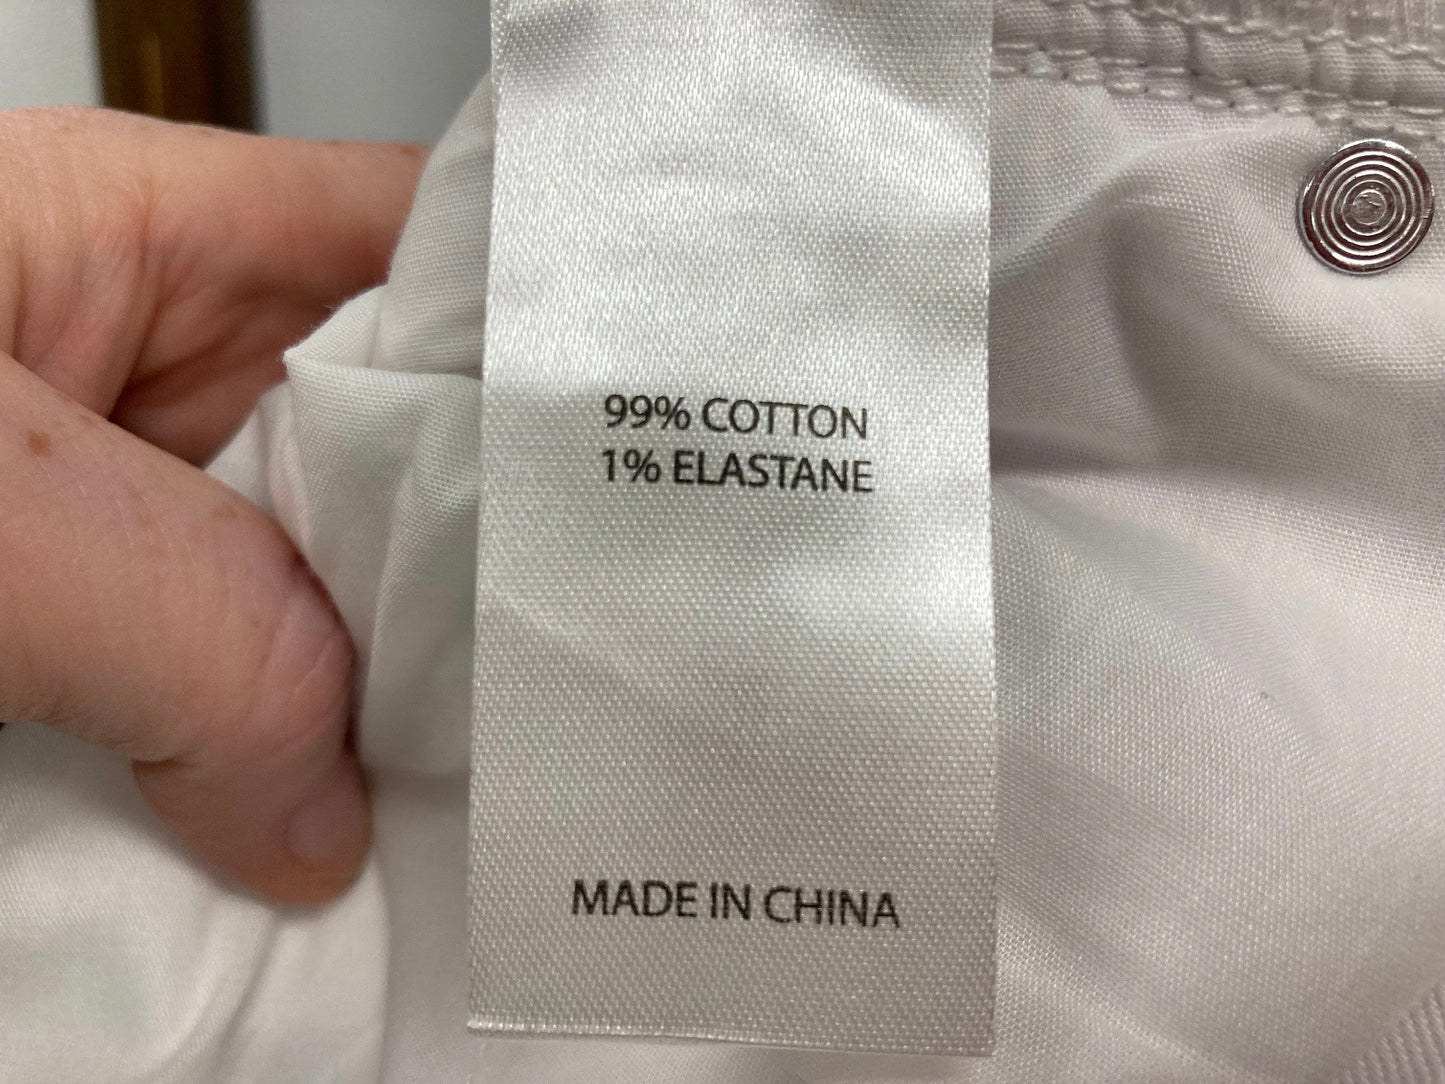 99% COTTON
1% ELASTANE
MADE IN CHINA